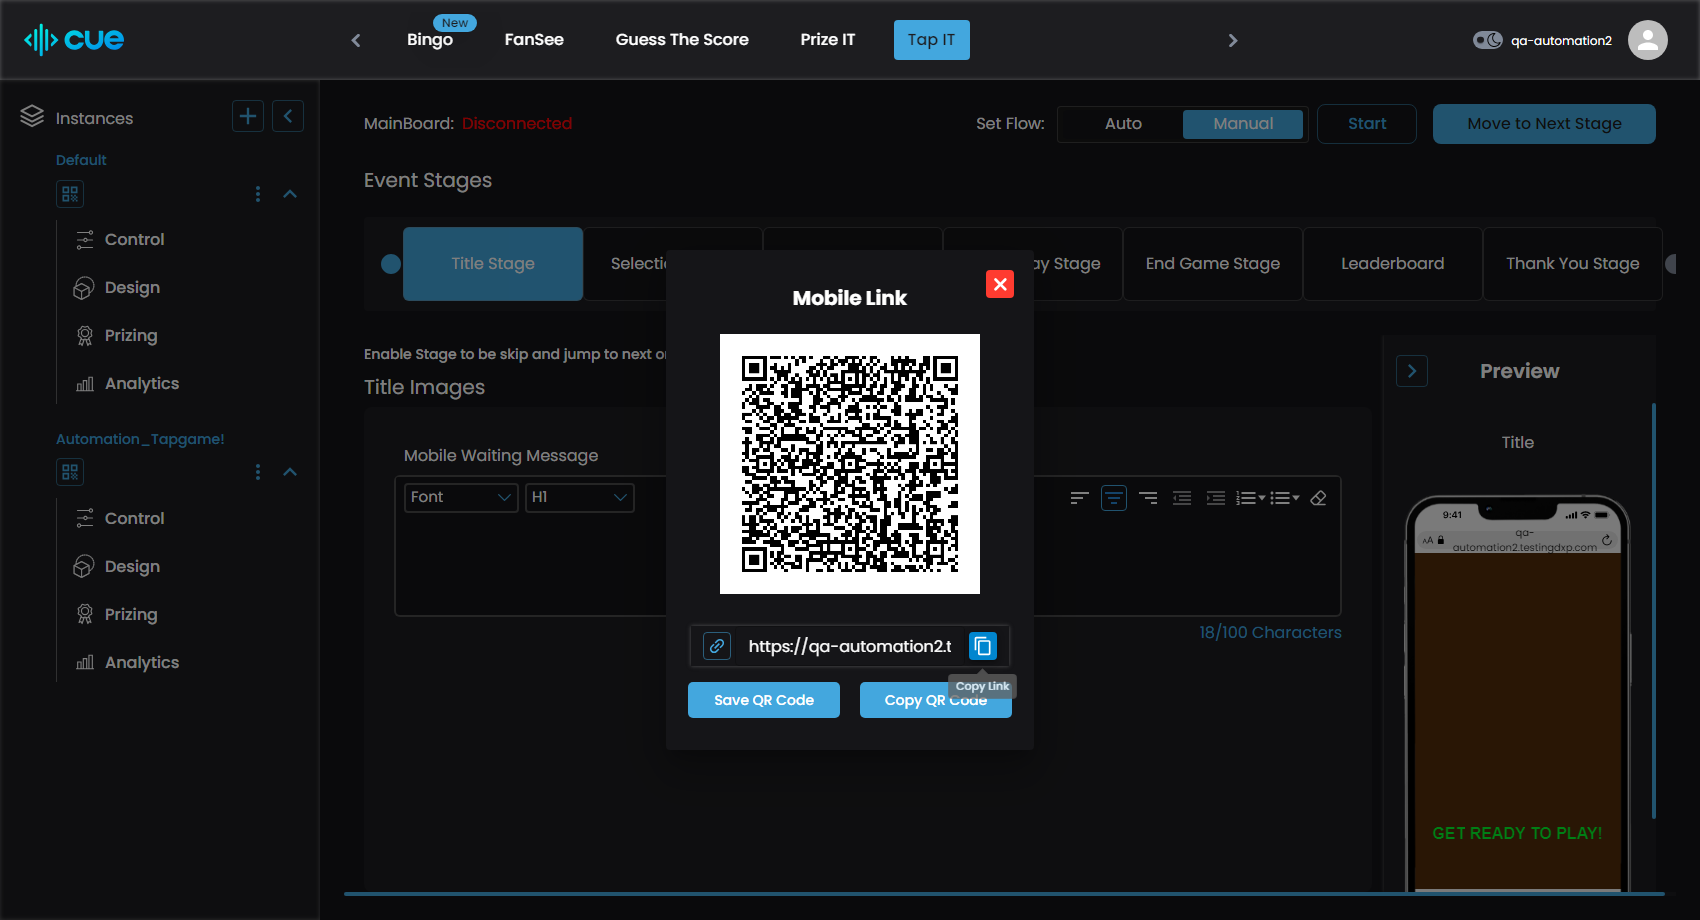 cue
New
Bingo
FanSee
Guess The Score
Prize IT
Tap IT
qa-automation2
Instances
Default
Control
Design
Prizing
Analytics
Automation_Tapgame!
Control
Design
Prizing
Analytics
MainBoard: Disconnected
Set Flow:
Auto
Manual
Start
Move to Next Stage
Event Stages
Title Stage
End Game Stage
Leaderboard
Thank You Stage
Stage
Enable Stage to be skip and jump to next
Title Images
Mobile Waiting Message
Font
H1
18/100 Characters
Mobile Link
https://qa-automation2.t
Copy Link
Save QR Code
Copy QR Code
Preview
Title
9:41
AA
qa-
automation2.testingdxp.com
GET READY TO PLAY!